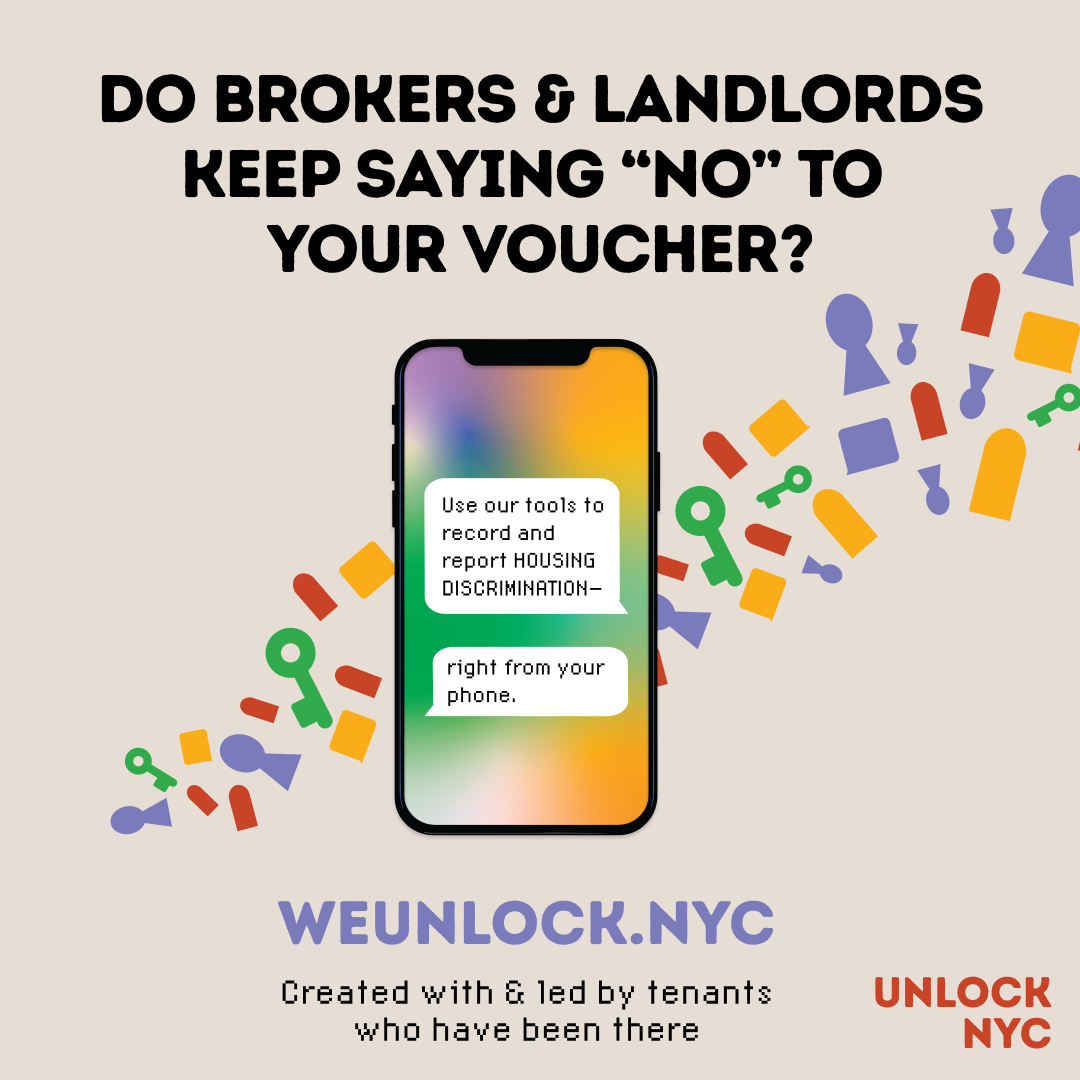 DO BROKERS & LANDLORDS
KEEP SAYING “NO” TO
YOUR VOUCHER?
Use our tools to
record and
report HOUSING
DISCRIMINATION—
right from your
phone.
WEUNLOCK.NYC
Created with & led by tenants
who have been there
UNLOCK
NYC